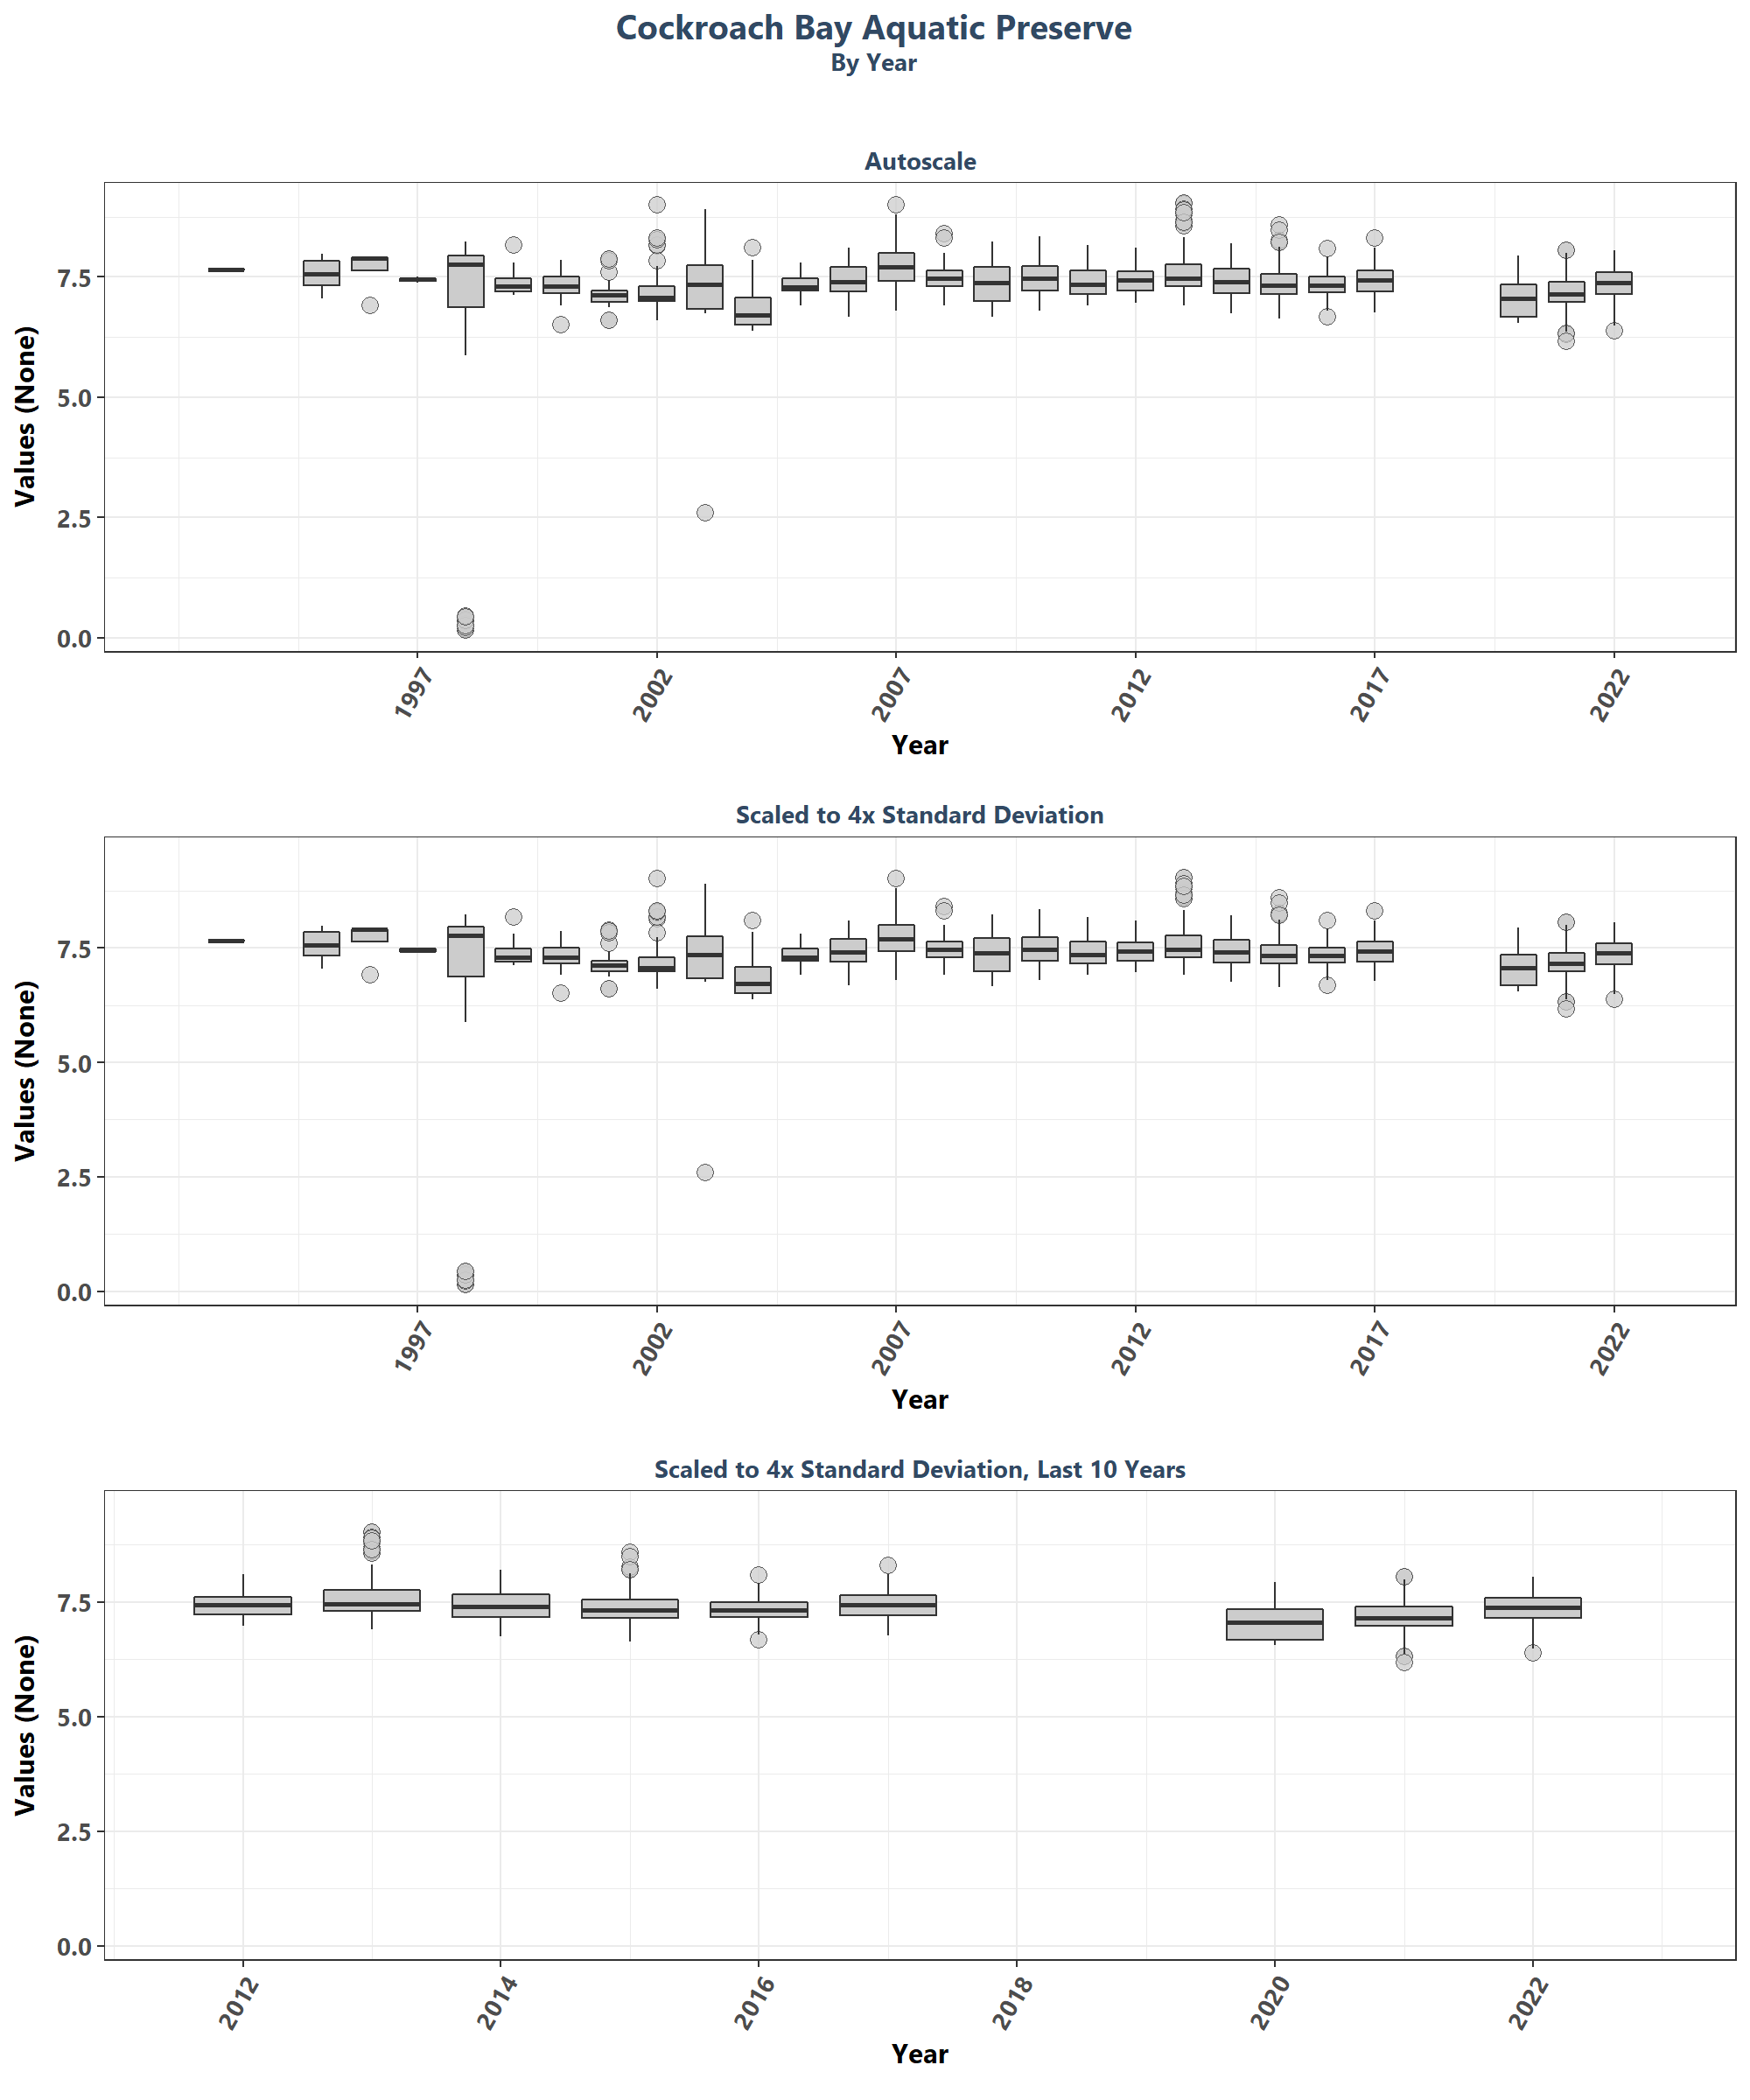 Cockroach Bay Aquatic Preserve
By Year
Autoscale
Values (None)
7.5
5.0
2.5
0.0
1997 2002 2007 2012 2017 2022
Year
Scaled to 4x Standard Deviation
Values (None)
7.5
5.0
2.5
0.0
1997 2002 2007 2012 2017 2022
Year
Scaled to 4x Standard Deviation, Last 10 Years
Values (None)
7.5
5.0
2.5
0.0
2012 2014 2016 2018 2020 2022
Year